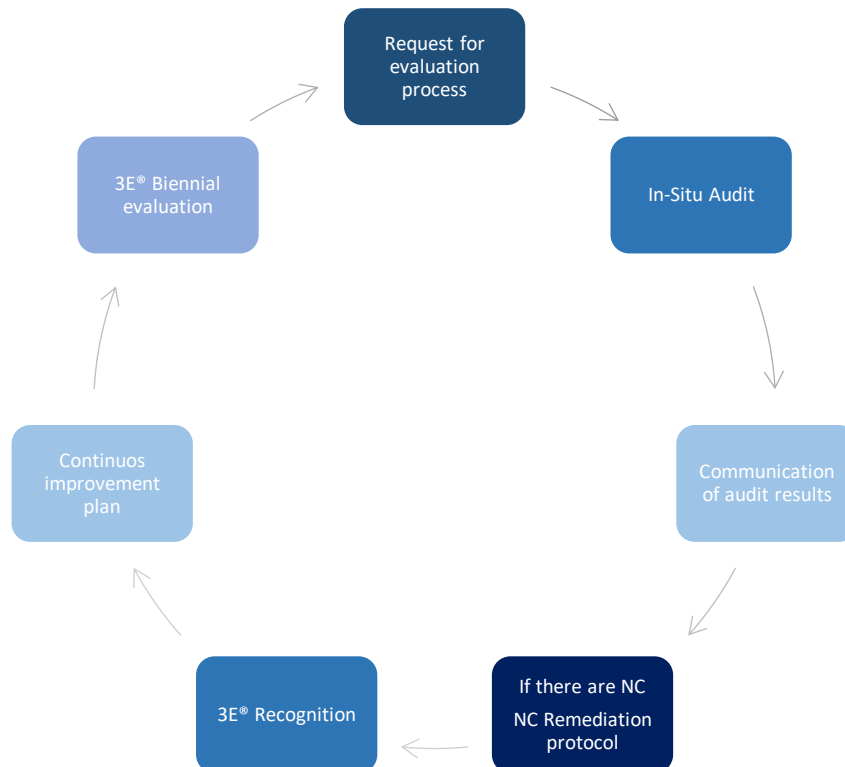 Request for
evaluation
process
In-Situ Audit
Communication
of audit results
If there are NC
NC Remediation
protocol
3E® Recognition
Continuos
improvement
plan
3E® Biennial
evaluation